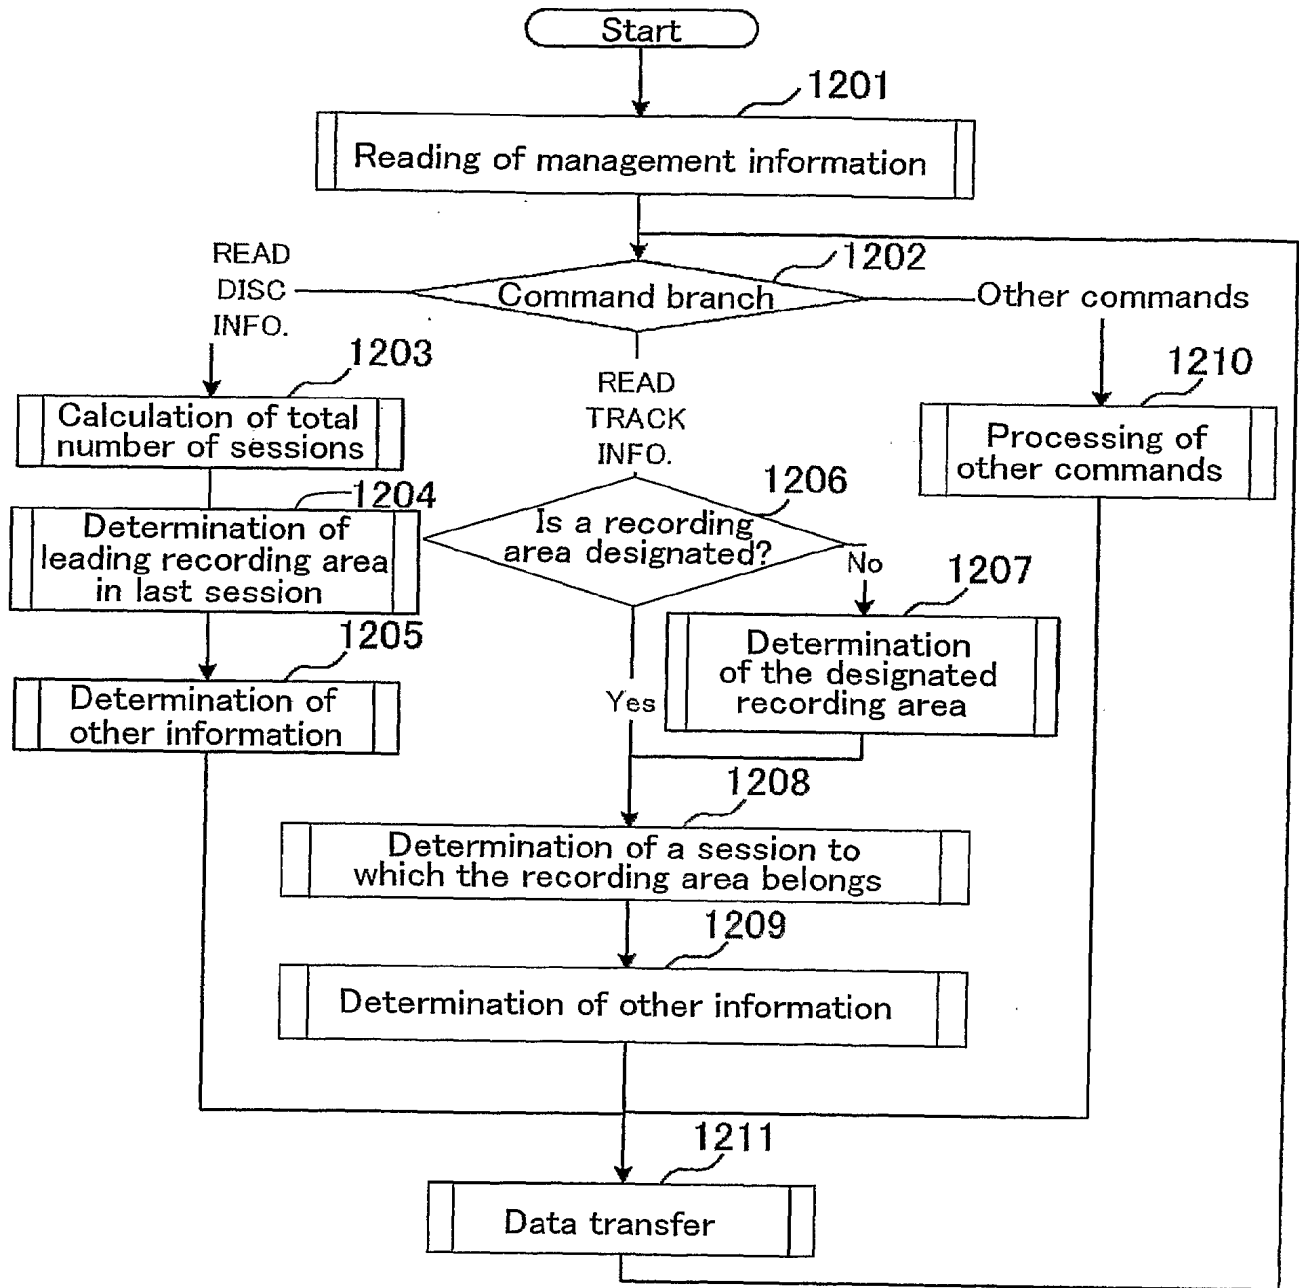 Start
1201
Reading of management information
READ
DISC
INFO.
1202
Command branch
Other commands
1203
Calculation of total
number of sessions
READ
TRACK
INFO.
1210
Processing of
other commands
1204
Determination of
leading recording area
in last session
1206
Is a recording
area designated?
No
1207
Determination
of the designated
recording area
1205
Determination of
other information
Yes
1208
Determination of a session to
which the recording area belongs
1209
Determination of other information
1211
Data transfer